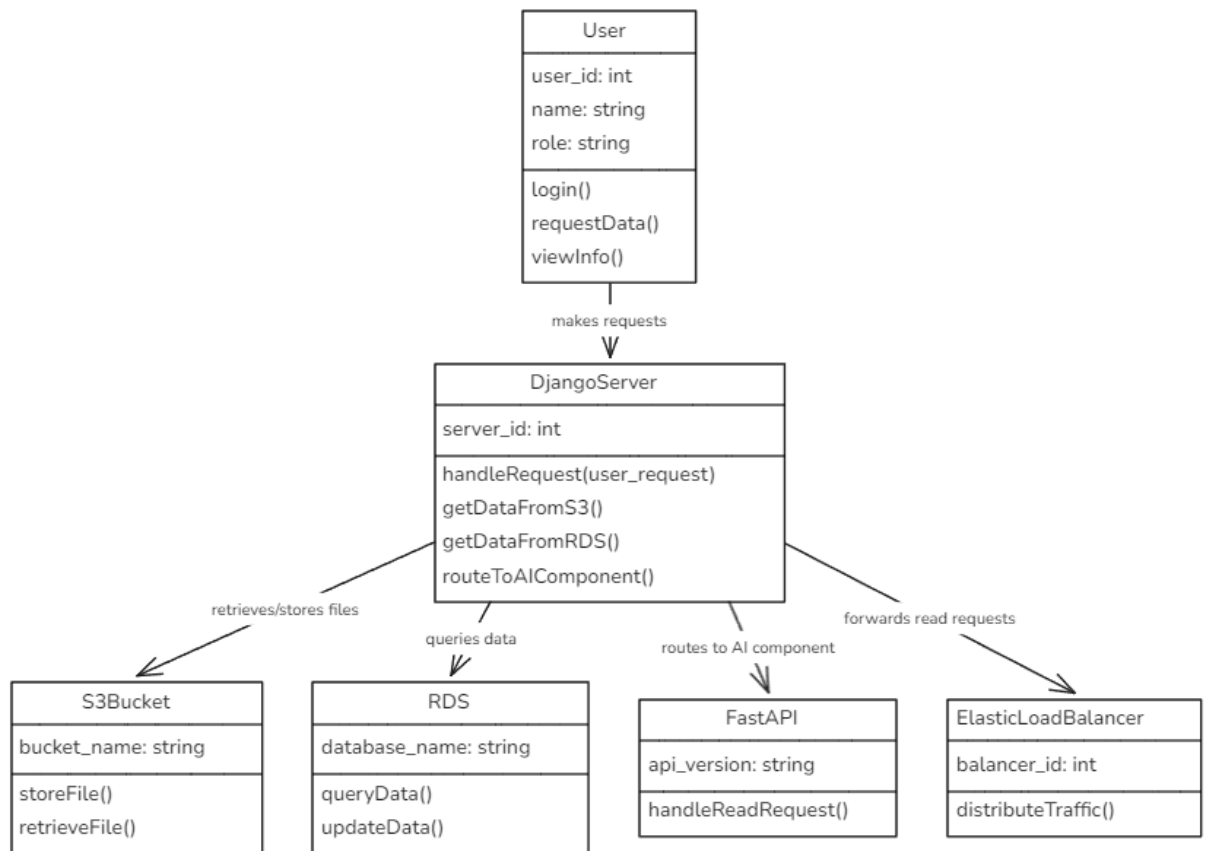 User
user_id: int
name: string
role: string
login()
requestData()
viewInfo()
makes requests
DjangoServer
server_id: int
handleRequest(user_request)
getDataFromS3()
getDataFromRDS()
routeToAIComponent()
retrieves/stores files
queries data
routes to AI component
forwards read requests
S3Bucket
bucket_name: string
storeFile()
retrieveFile()
RDS
database_name: string
queryData()
updateData()
FastAPI
api_version: string
handleReadRequest()
ElasticLoadBalancer
balancer_id: int
distributeTraffic()